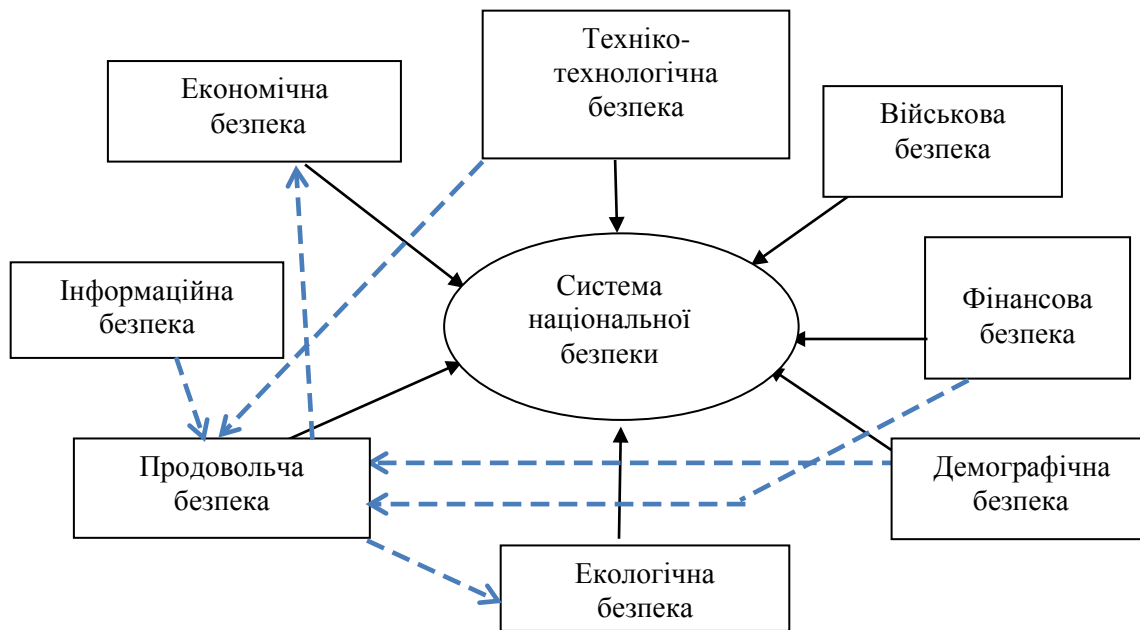 Техніко-
технологічна
безпека
Економічна
безпека
Військова
безпека
Інформаційна
безпека
Система
національної
безпеки
Фінансова
безпека
Продовольча
безпека
Демографічна
безпека
Екологічна
безпека